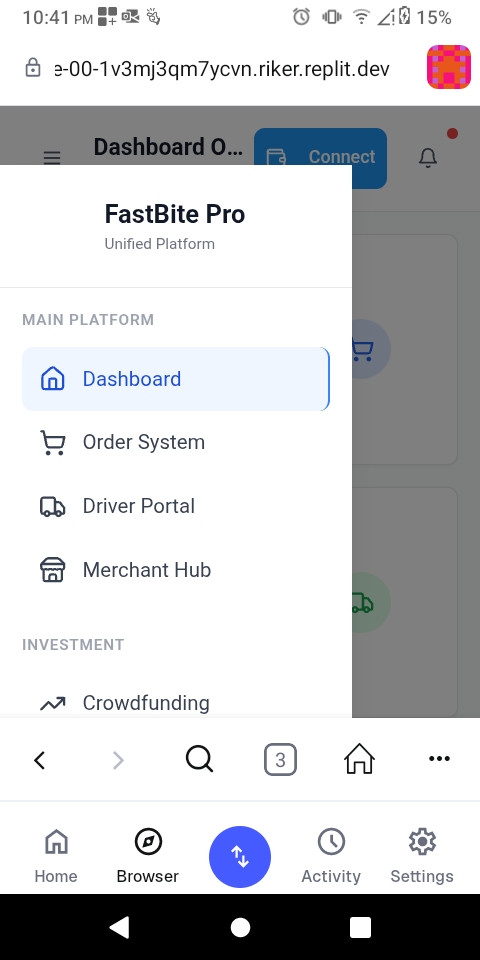 10:41 PM
15%
e-00-1v3mj3qm7ycvn.riker.replit.dev
Dashboard O...
Connect
FastBite Pro
Unified Platform
MAIN PLATFORM
Dashboard
Order System
Driver Portal
Merchant Hub
INVESTMENT
Crowdfunding
3
Home
Browser
Activity
Settings